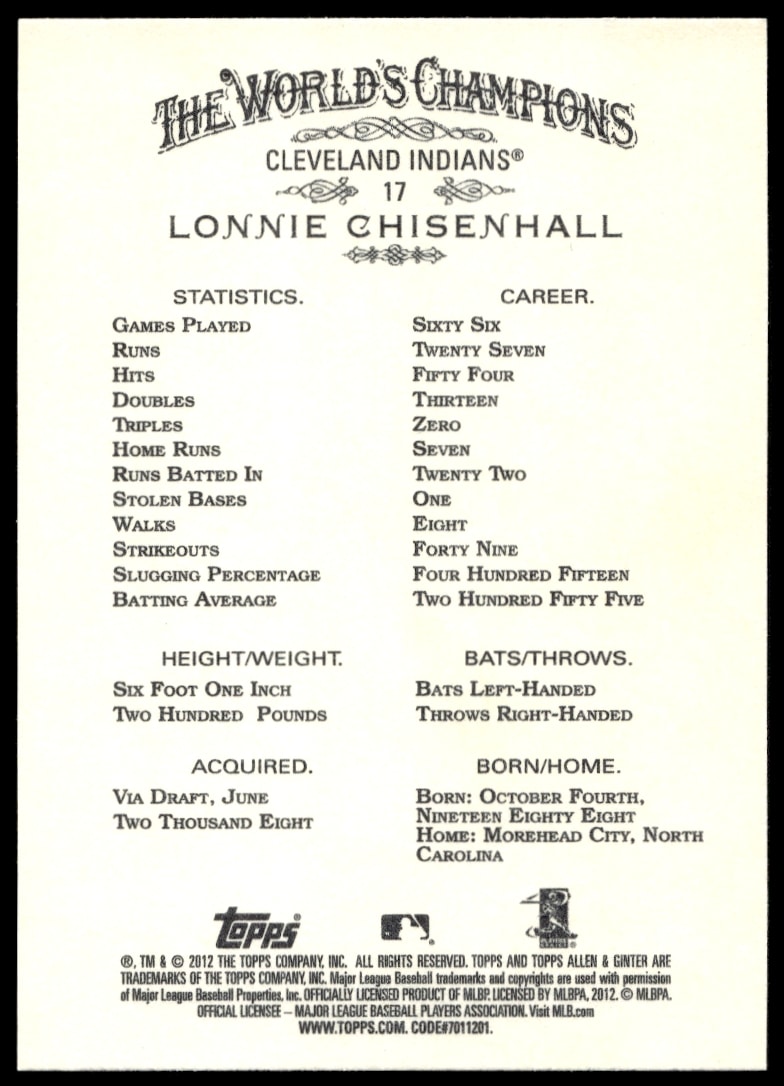 THE WORLD'S CHAMPIONS
CLEVELAND INDIANS®
17
LONNIE CHISENHALL
STATISTICS. CAREER.
GAMES PLAYED SIXTY SIX
RUNS TWENTY SEVEN
HITS FIFTY FOUR
DOUBLES THIRTEEN
TRIPLES ZERO
HOME RUNS SEVEN
RUNS BATTED IN TWENTY TWO
STOLEN BASES ONE
WALKS EIGHT
STRIKEOUTS FORTY NINE
SLUGGING PERCENTAGE FOUR HUNDRED FIFTEEN
BATTING AVERAGE TWO HUNDRED FIFTY FIVE
HEIGHT/WEIGHT.
SIX FOOT ONE INCH
TWO HUNDRED POUNDS
BATS/THROWS.
BATS LEFT-HANDED
THROWS RIGHT-HANDED
ACQUIRED.
VIA DRAFT, JUNE
TWO THOUSAND EIGHT
BORN/HOME.
BORN: OCTOBER FOURTH,
NINETEEN EIGHTY EIGHT
HOME: MOREHEAD CITY, NORTH
CAROLINA
topps®
®, TM & © 2012 THE TOPPS COMPANY, INC. ALL RIGHTS RESERVED. TOPPS AND TOPPS ALLEN & GINTER ARE
TRADEMARKS OF THE TOPPS COMPANY, INC. Major League Baseball trademarks and copyrights are used with permission
of Major League Baseball Properties, Inc. OFFICIALLY LICENSED PRODUCT OF MLBP. LICENSED BY MLBPA, 2012. © MLBPA.
OFFICIAL LICENSEE – MAJOR LEAGUE BASEBALL PLAYERS ASSOCIATION. Visit MLB.com
WWW.TOPPS.COM. CODE#7011201.